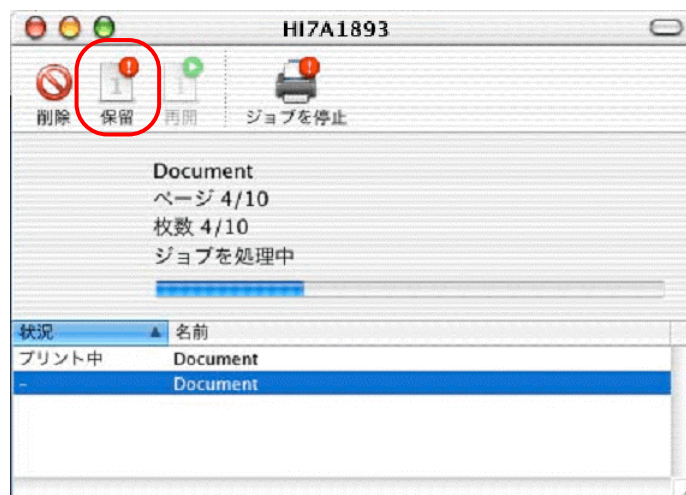 HI7A1893
削除 保留 再開 ジョブを停止
Document
ページ 4/10
枚数 4/10
ジョブを処理中
状況 名前
プリント中 Document
- Document